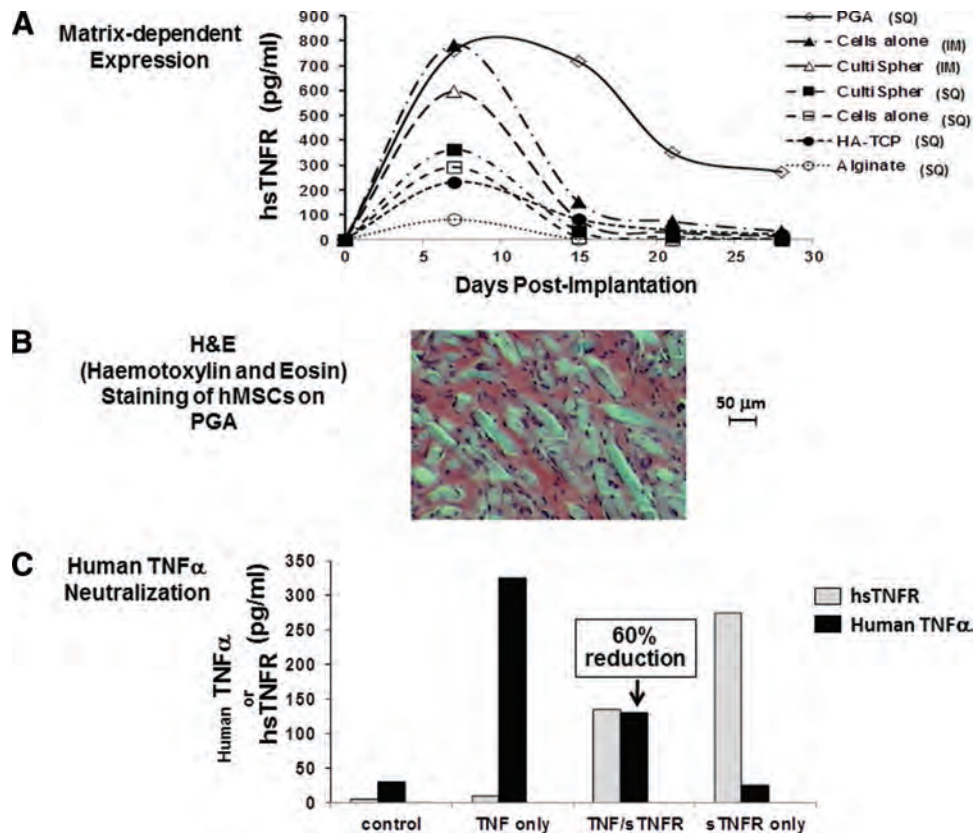 A
Matrix-dependent
Expression
hsTNFR (pg/ml)
900
800
700
600
500
400
300
200
100
0
0 5 10 15 20 25 30
Days Post-Implantation
PGA (SQ)
Cells alone (IM)
CultiSpher (IM)
CultiSpher (SQ)
Cells alone (SQ)
HA-TCP (SQ)
Alginate (SQ)
B
H&E
(Haemotoxylin and Eosin)
Staining of hMSCs on
PGA
50 μm
C
Human TNFα
Neutralization
Human TNFα
or
hsTNFR (pg/ml)
350
300
250
200
150
100
50
0
60%
reduction
control TNF only TNF/sTNFR sTNFR only
hsTNFR
Human TNFα